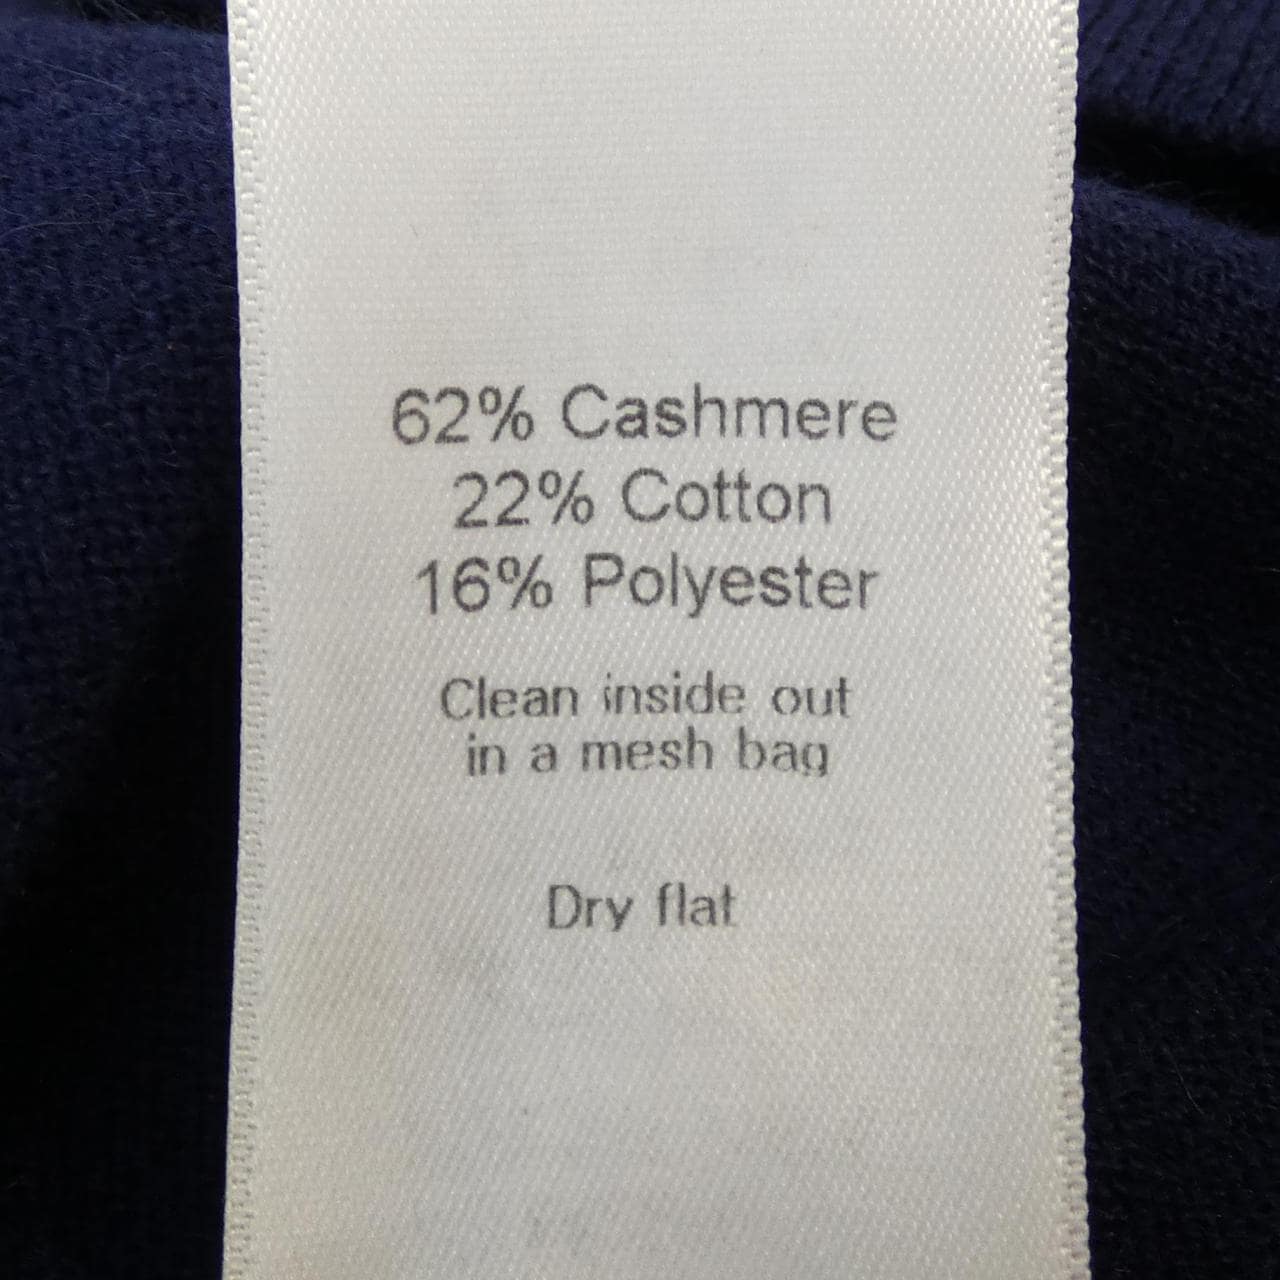 62% Cashmere
22% Cotton
16% Polyester
Clean inside out
in a mesh bag
Dry flat